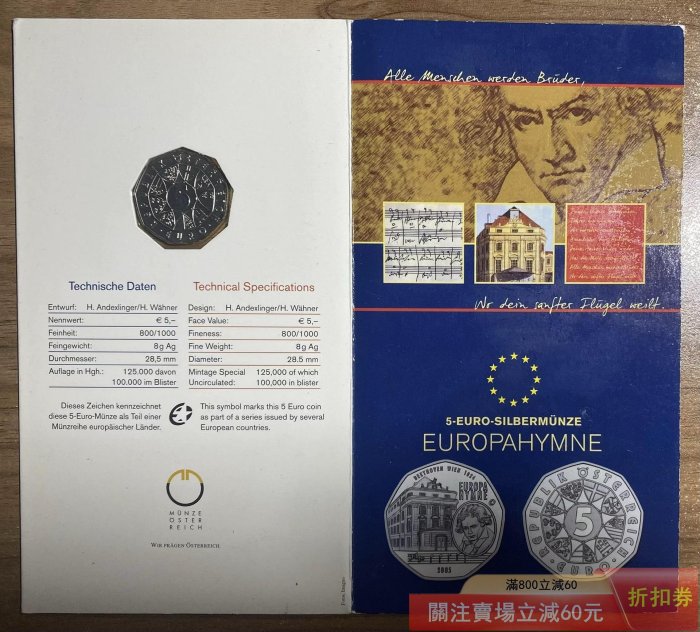 Technische Daten
Entwurf: H. Andexlinger/H. Wähner
Nennwert: € 5,–
Feinheit: 800/1000
Feingewicht: 8 g Ag
Durchmesser: 28,5 mm
Auflage in Hgh.: 125.000 davon
100.000 im Blister
Technical Specifications
Design: H. Andexlinger/H. Wähner
Face Value: € 5,–
Fineness: 800/1000
Fine Weight: 8 g Ag
Diameter: 28.5 mm
Mintage Special 125,000 of which
Uncirculated: 100,000 in blister
Dieses Zeichen kennzeichnet
diese 5-Euro-Münze als Teil einer
Münzreihe europäischer Länder.
This symbol marks this 5 Euro coin
as part of a series issued by several
European countries.
MÜNZE
ÖSTER
REICH
WIR PRÄGEN ÖSTERREICH.
Alle Menschen werden Brüder,
Wo dein sanfter Flügel weilt.
5-EURO-SILBERMÜNZE
EUROPAHYMNE
BEETHOVEN WIEN
EUROPA
HYMNE
2005
REPUBLIK ÖSTERREICH
5
EURO
滿800立減60
關注賣場立減60元
折扣券